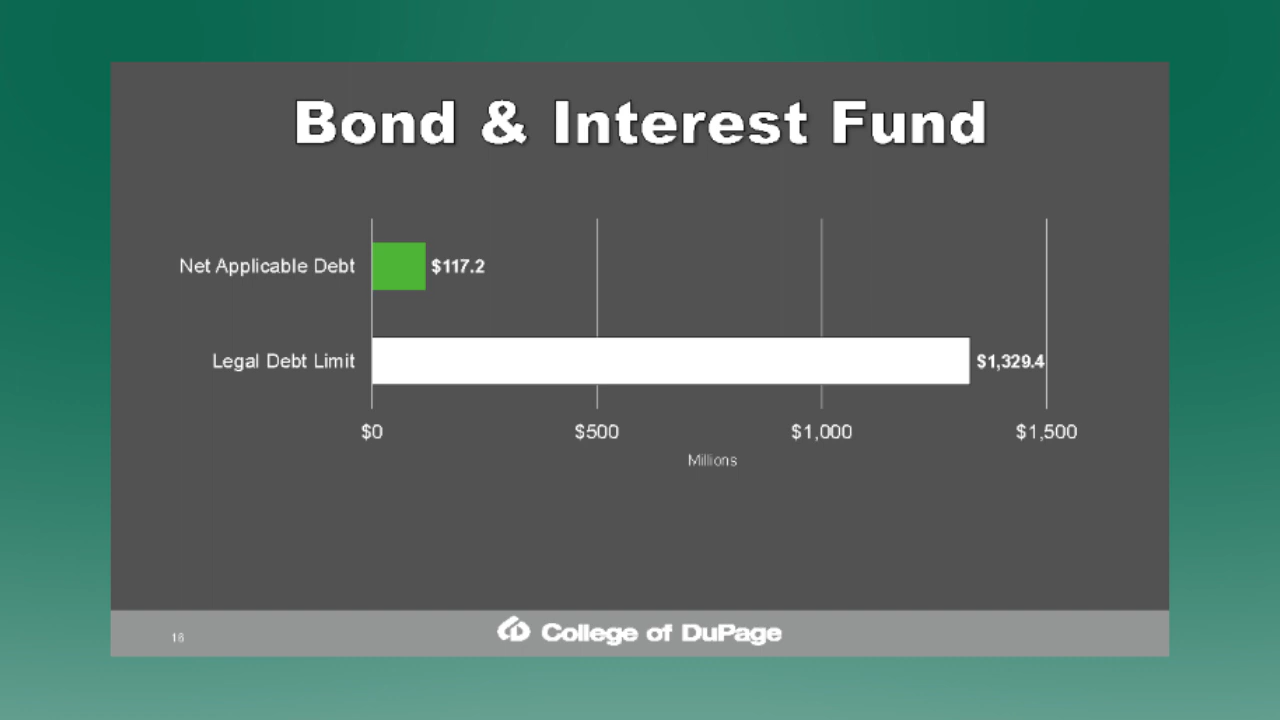 Bond & Interest Fund
Net Applicable Debt $117.2
Legal Debt Limit $1,329.4
$0 $500 $1,000 $1,500
Millions
18 College of DuPage